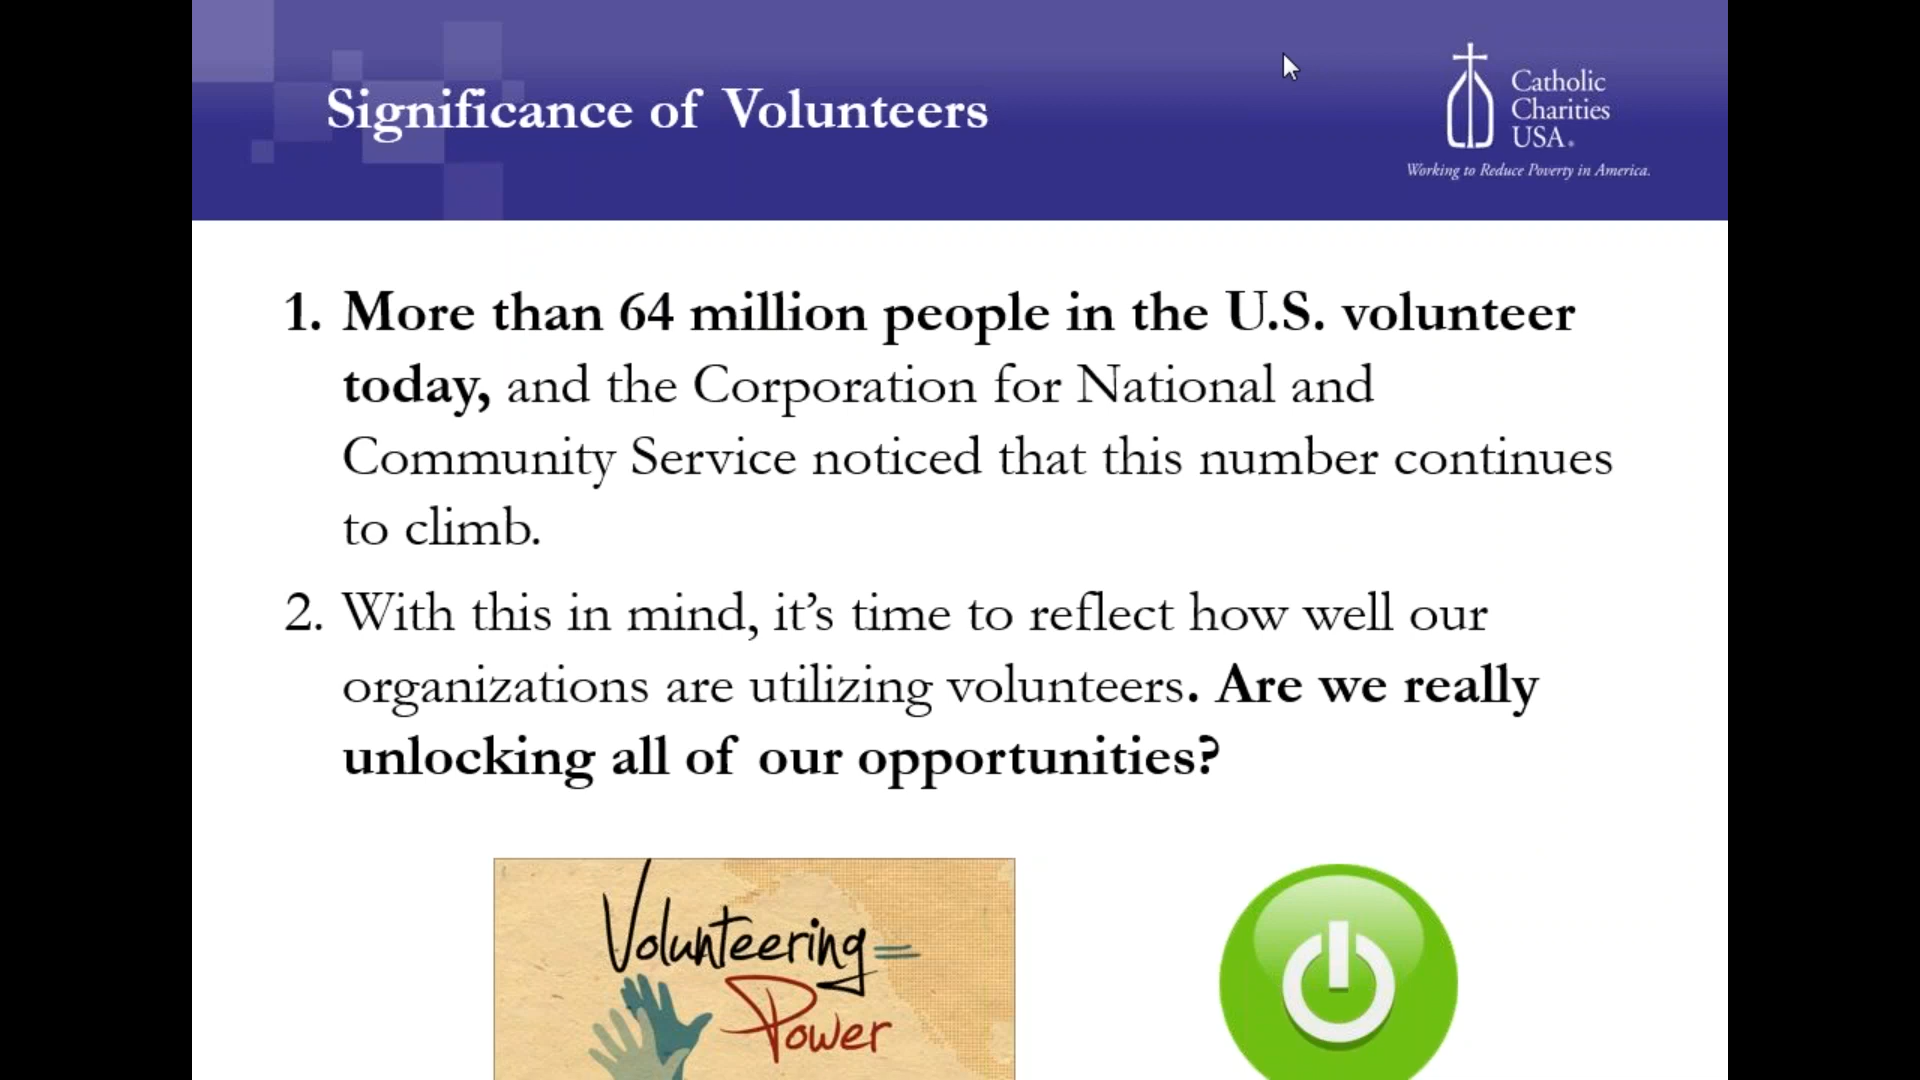 Significance of Volunteers
Catholic
Charities
USA®
Working to Reduce Poverty in America.
1. More than 64 million people in the U.S. volunteer
today, and the Corporation for National and
Community Service noticed that this number continues
to climb.
2. With this in mind, it’s time to reflect how well our
organizations are utilizing volunteers. Are we really
unlocking all of our opportunities?
Volunteering=
Power